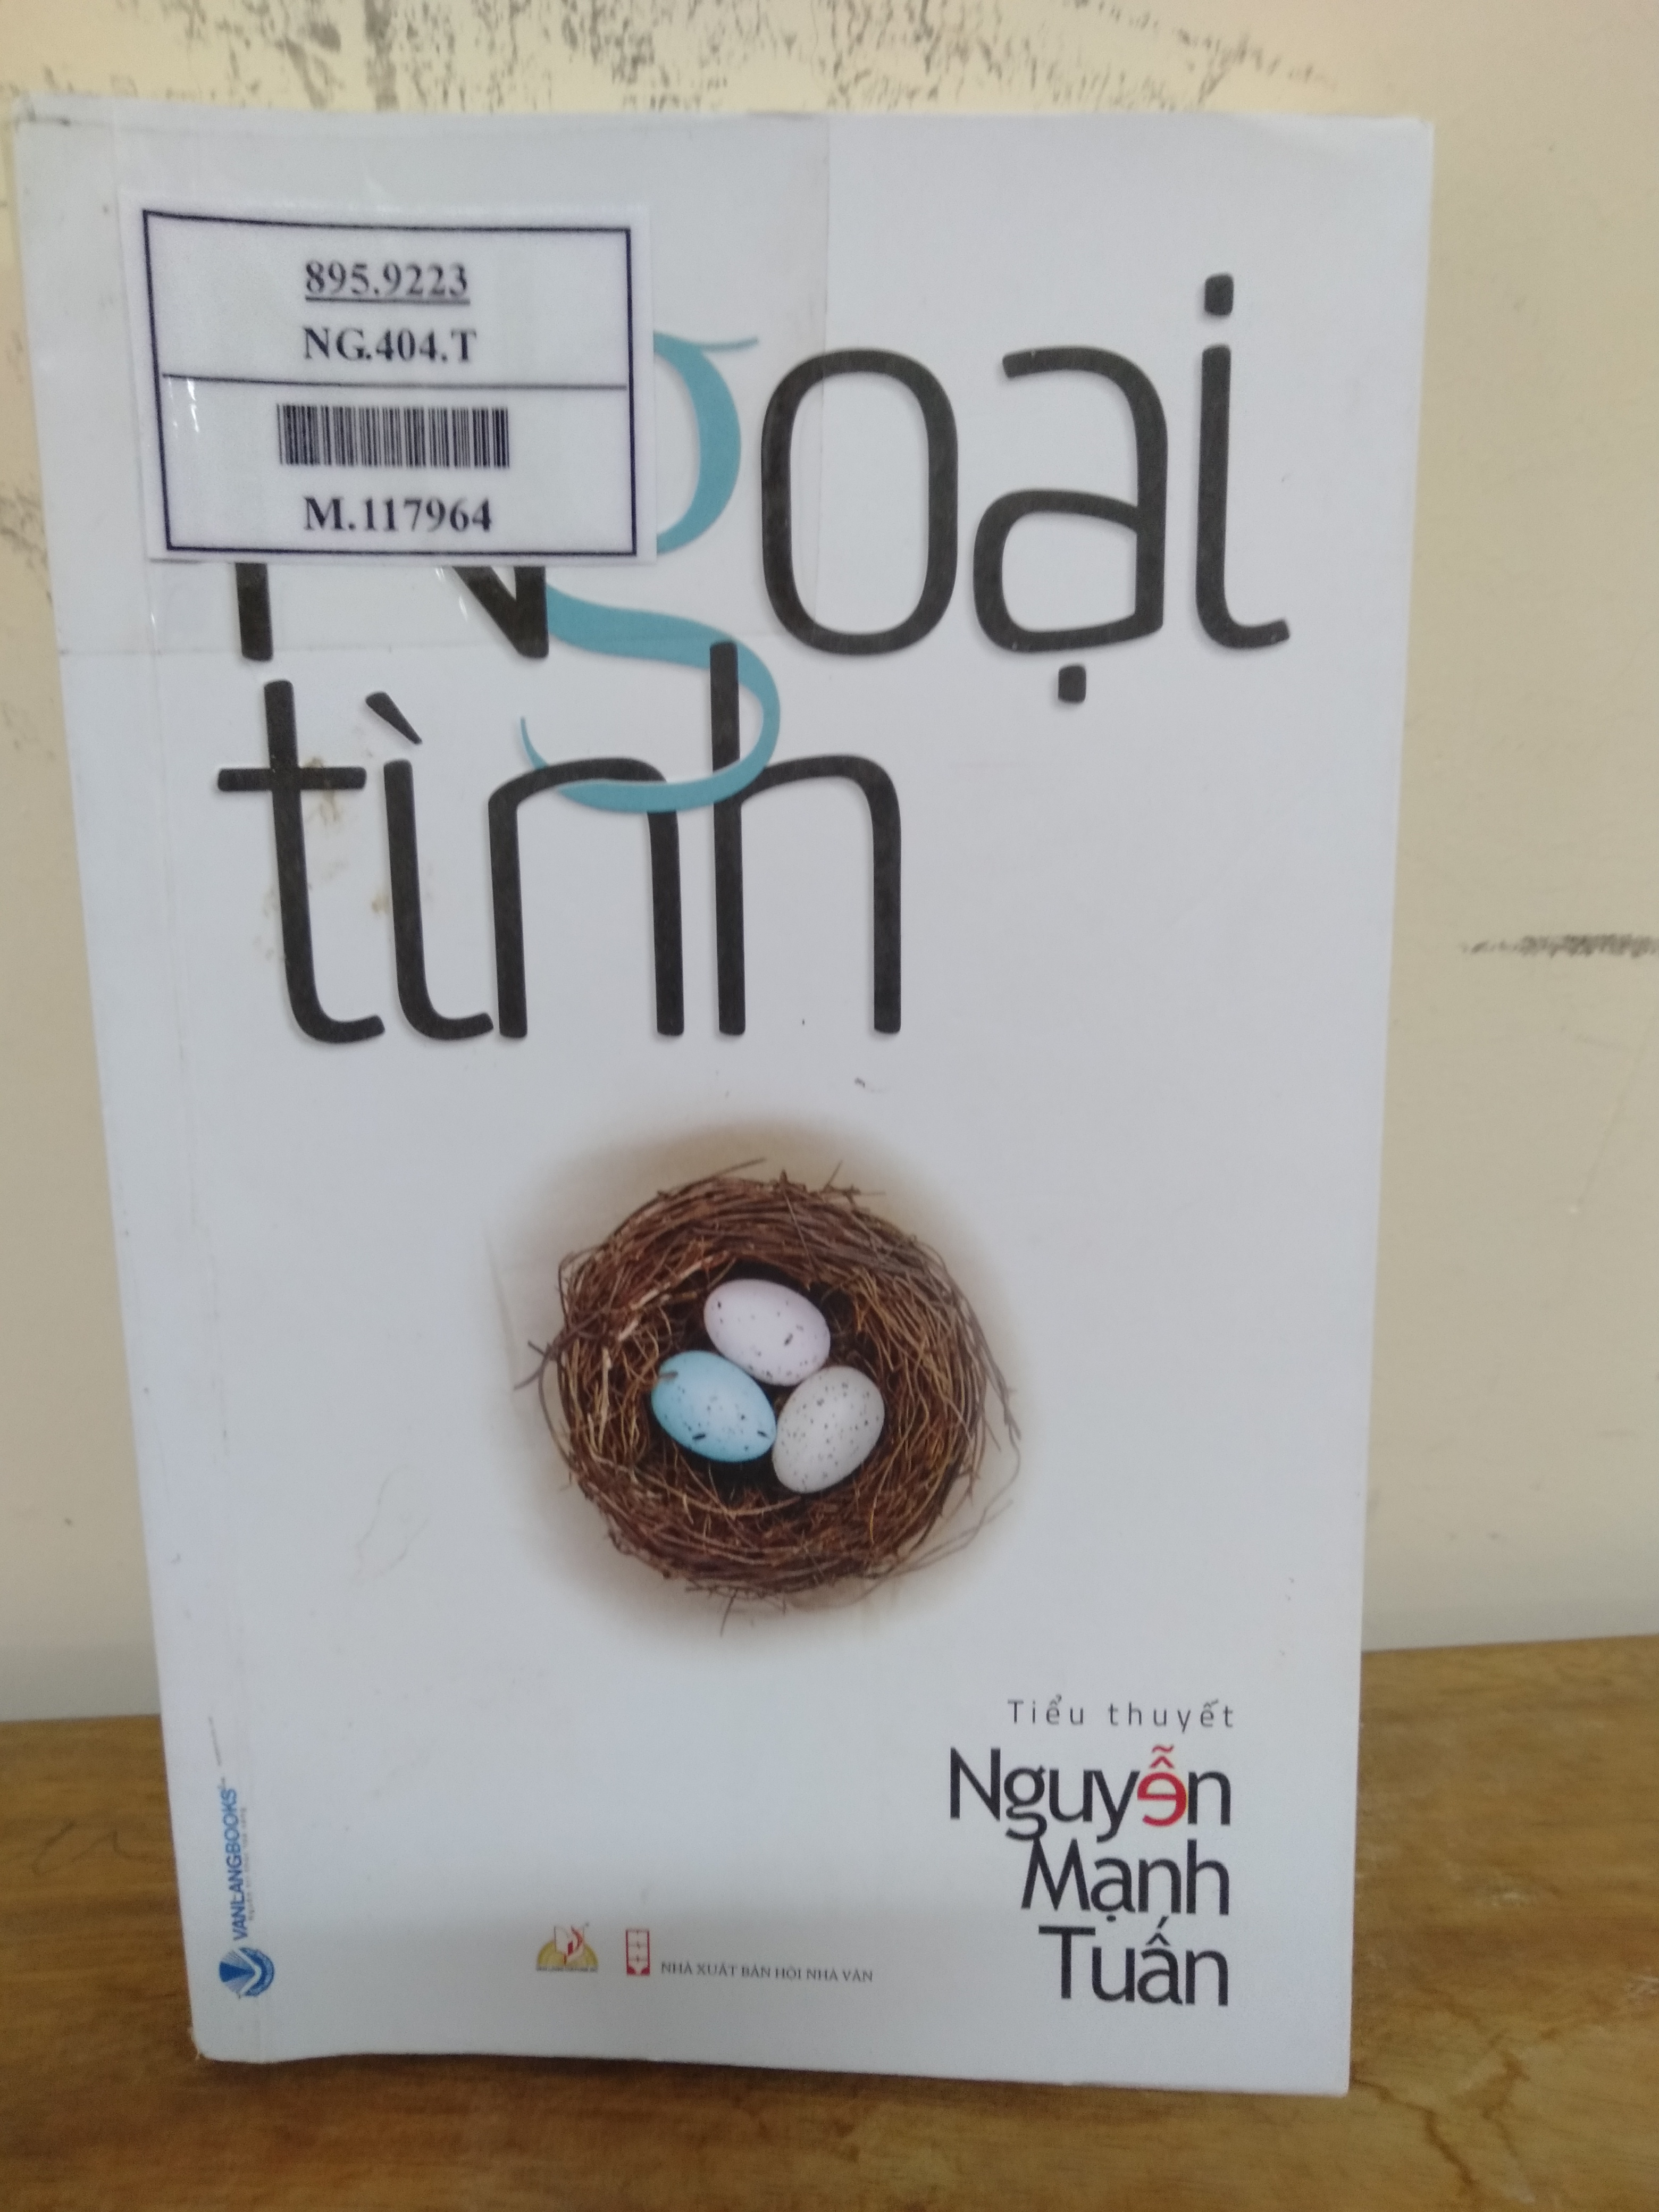 895.9223
NG.404.T
M.117964
Ngoại
tình
Tiểu thuyết
Nguyễn
Mạnh
Tuấn
VANLANGBOOKS
NHÀ XUẤT BẢN HỘI NHÀ VĂN